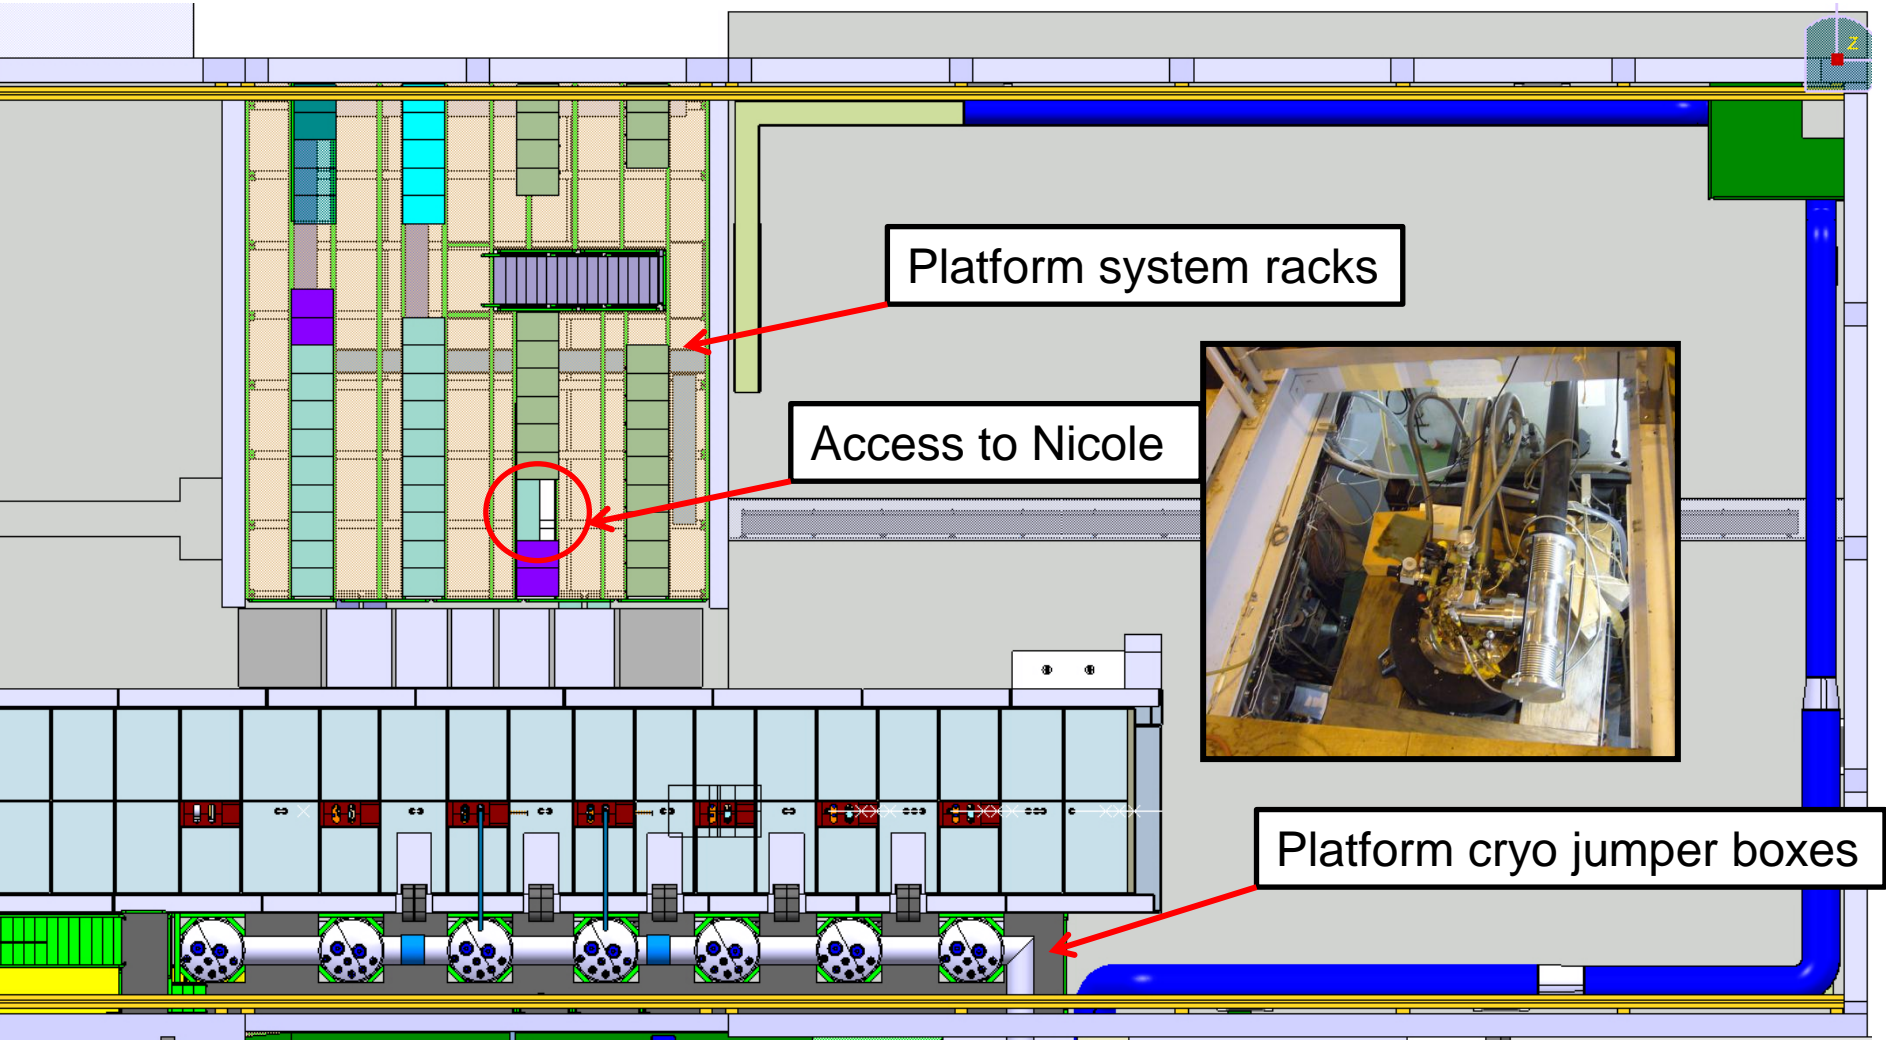 Z
Platform system racks
Access to Nicole
Platform cryo jumper boxes